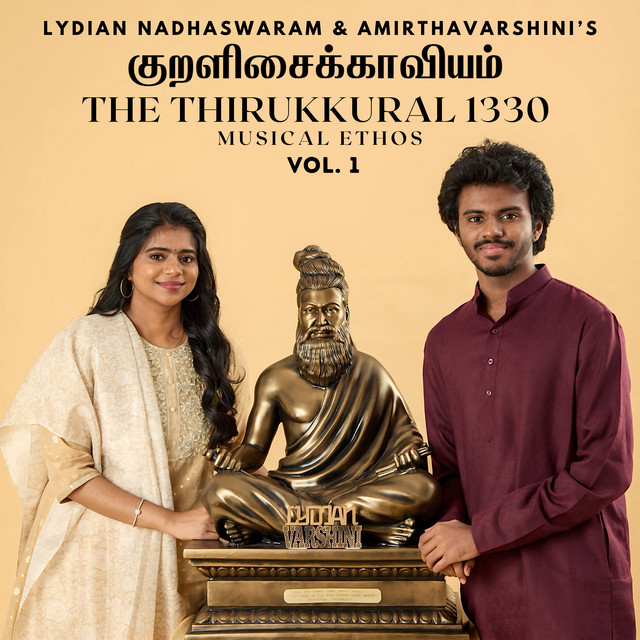 LYDIAN NADHASWARAM & AMIRTHAVARSHINI'S
குறளிசைக்காவியம்
THE THIRUKKURAL 1330
MUSICAL ETHOS
VOL. 1
LYDIAN
VARSHINI